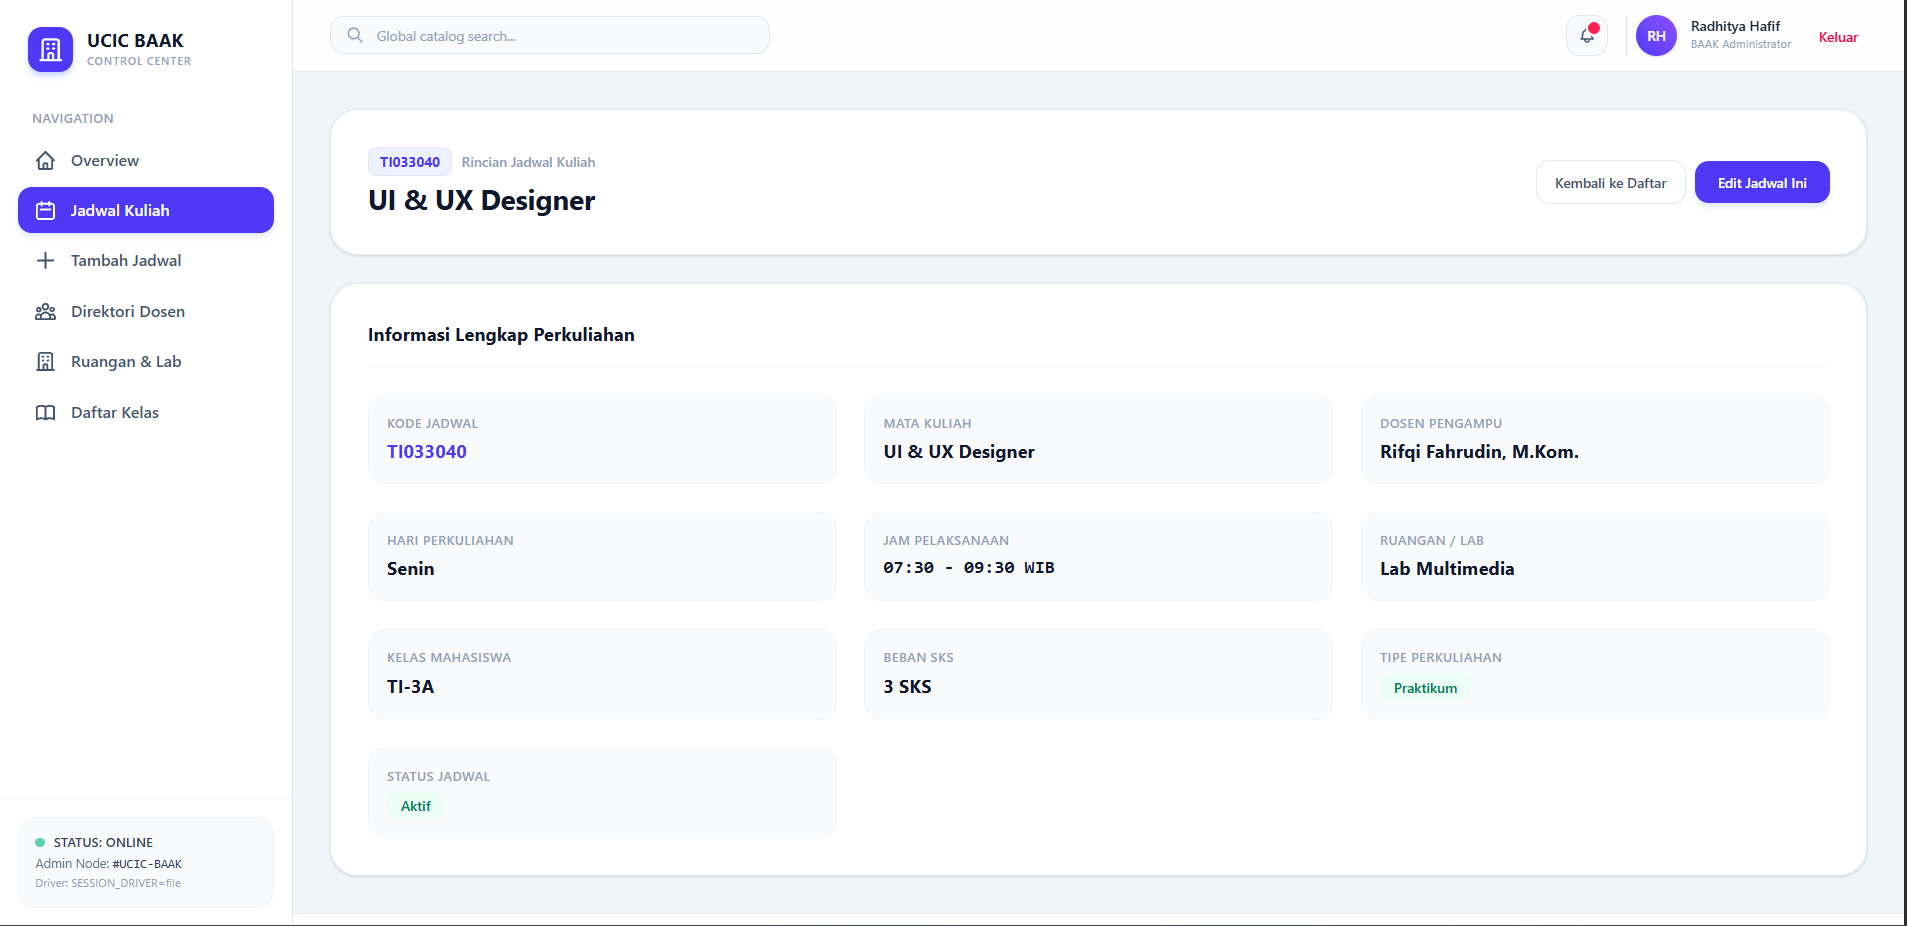 UCIC BAAK
CONTROL CENTER
NAVIGATION
Overview
Jadwal Kuliah
Tambah Jadwal
Direktori Dosen
Ruangan & Lab
Daftar Kelas
STATUS: ONLINE
Admin Node: #UCIC-BAAK
Driver: SESSION_DRIVER=file
Global catalog search...
RH
Radhitya Hafif
BAAK Administrator
Keluar
TI033040 Rincian Jadwal Kuliah
UI & UX Designer
Kembali ke Daftar
Edit Jadwal Ini
Informasi Lengkap Perkuliahan
KODE JADWAL
TI033040
MATA KULIAH
UI & UX Designer
DOSEN PENGAMPU
Rifqi Fahrudin, M.Kom.
HARI PERKULIAHAN
Senin
JAM PELAKSANAAN
07:30 - 09:30 WIB
RUANGAN / LAB
Lab Multimedia
KELAS MAHASISWA
TI-3A
BEBAN SKS
3 SKS
TIPE PERKULIAHAN
Praktikum
STATUS JADWAL
Aktif